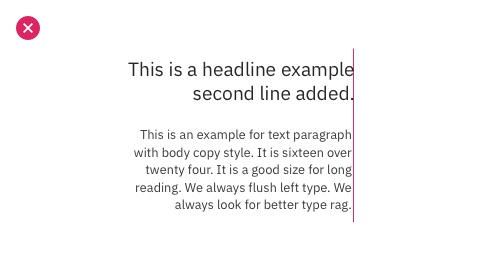 This is a headline example
second line added.
This is an example for text paragraph
with body copy style. It is sixteen over
twenty four. It is a good size for long
reading. We always flush left type. We
always look for better type rag.